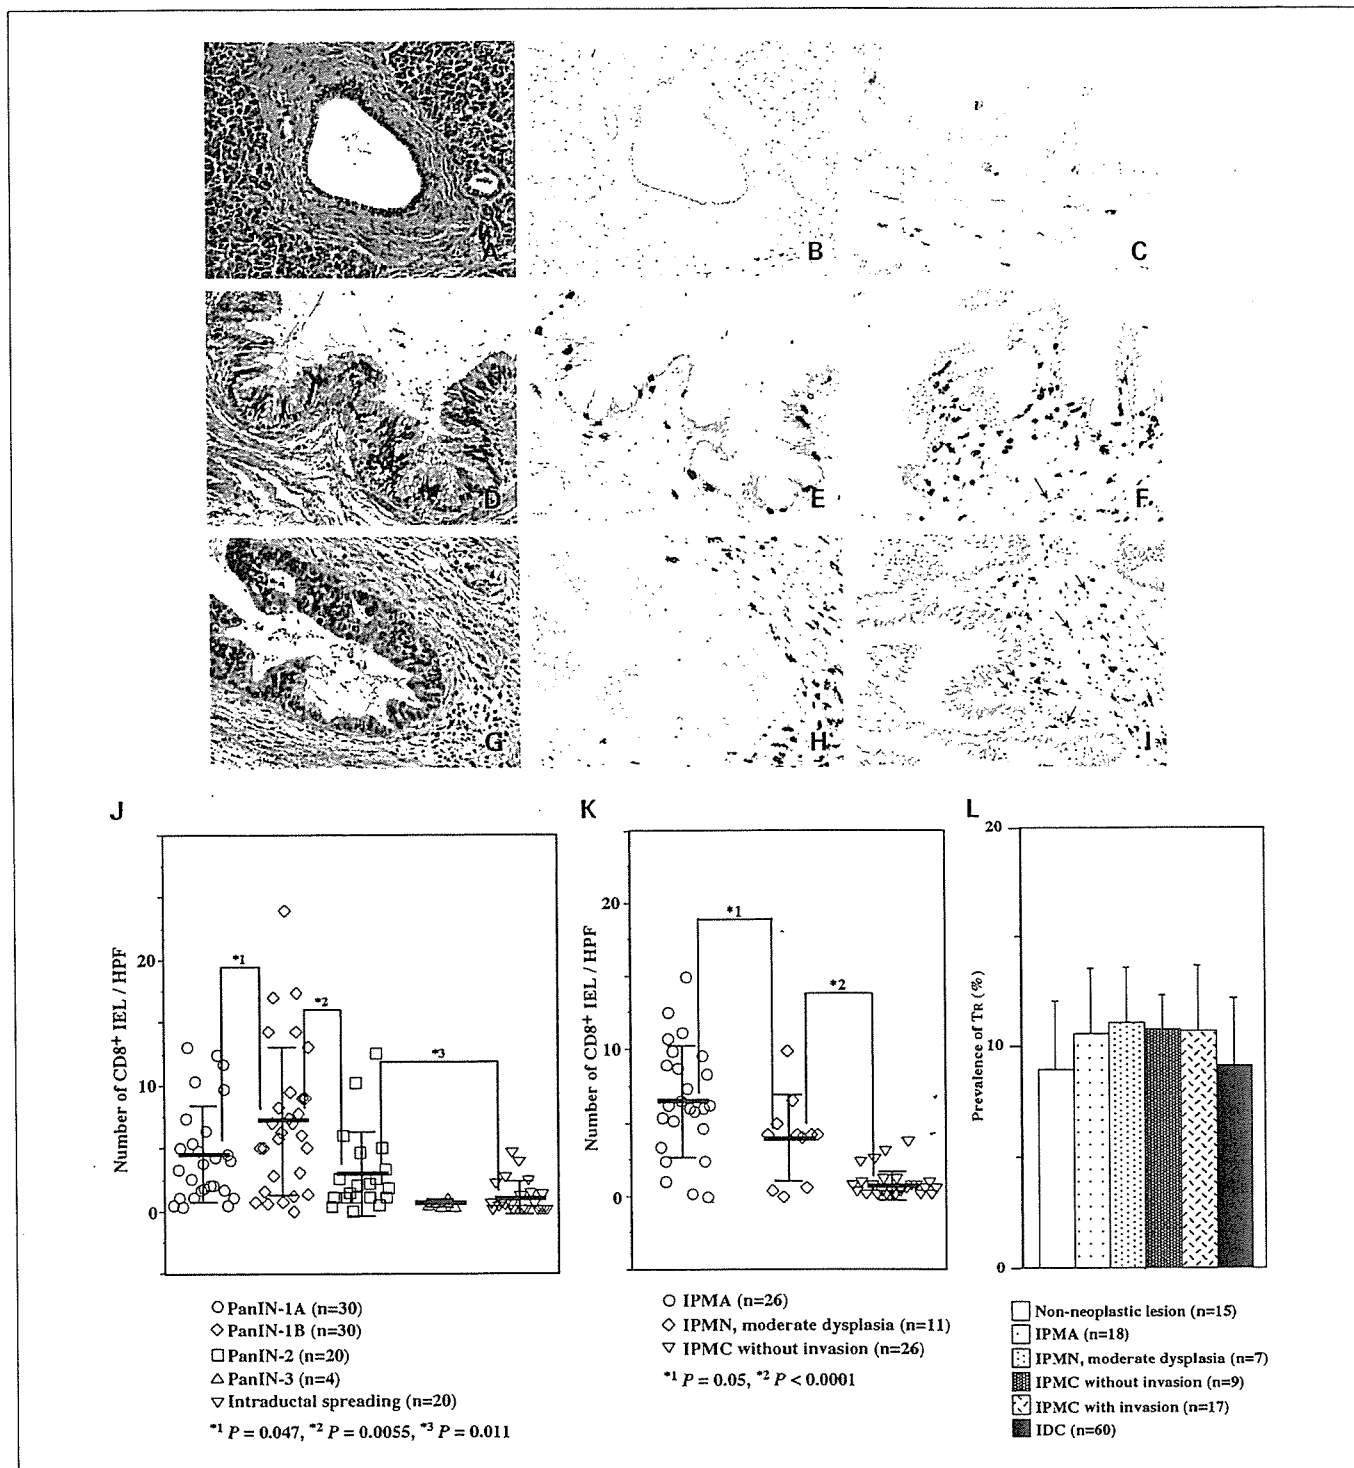 A
B
C
D
E
F
G
H
I
J
K
L
Number of CD8+ IEL / HPF
20
10
0
*1
*2
*3
○ PanIN-1A (n=30)
◇ PanIN-1B (n=30)
□ PanIN-2 (n=20)
△ PanIN-3 (n=4)
▽ Intraductal spreading (n=20)
*1 P = 0.047, *2 P = 0.0055, *3 P = 0.011
Number of CD8+ IEL / HPF
20
10
0
*1
*2
○ IPMA (n=26)
◇ IPMN, moderate dysplasia (n=11)
▽ IPMC without invasion (n=26)
*1 P = 0.05, *2 P < 0.0001
Prevalence of TR (%)
20
10
0
Non-neoplastic lesion (n=15)
IPMA (n=18)
IPMN, moderate dysplasia (n=7)
IPMC without invasion (n=9)
IPMC with invasion (n=17)
IDC (n=60)